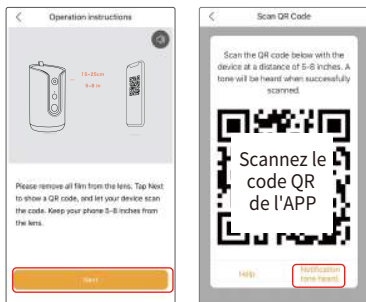 Operation instructions
15-20cm
5-8 in
Please remove all film from the lens. Tap Next
to show a QR code, and let your device scan
the code. Keep your phone 5-8 inches from
the lens.
Next
Scan QR Code
Scan the QR code below with the
device at a distance of 5-8 inches. A
tone will be heard when successfully
scanned.
Scannez le
code QR
de l'APP
Help
Notification
tone heard